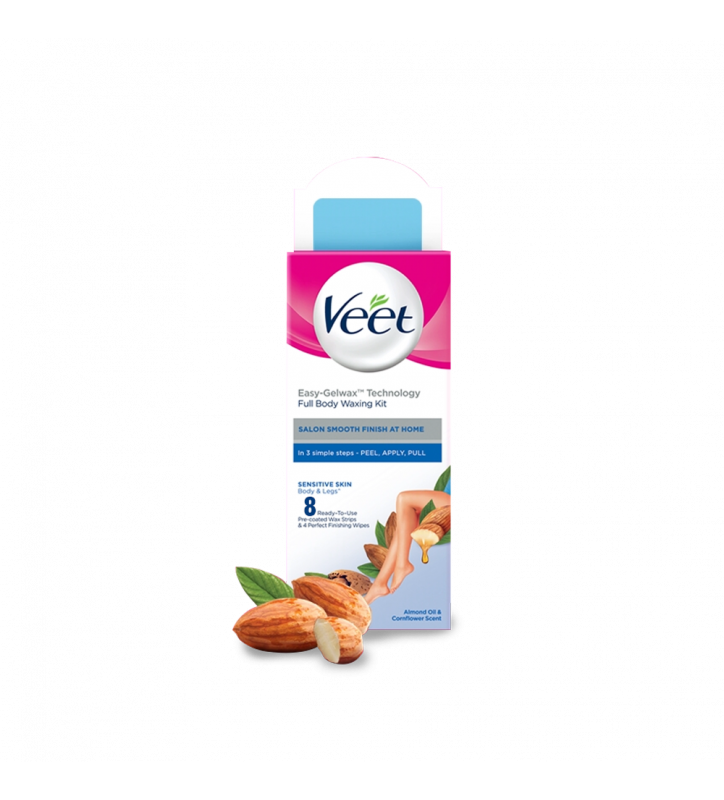 Veet
Easy-Gelwax™ Technology
Full Body Waxing Kit
SALON SMOOTH FINISH AT HOME
In 3 simple steps - PEEL, APPLY, PULL
SENSITIVE SKIN
Body & Legs*
8 Ready-To-Use
Pre-coated Wax Strips
& 4 Perfect Finishing Wipes
Almond Oil &
Cornflower Scent